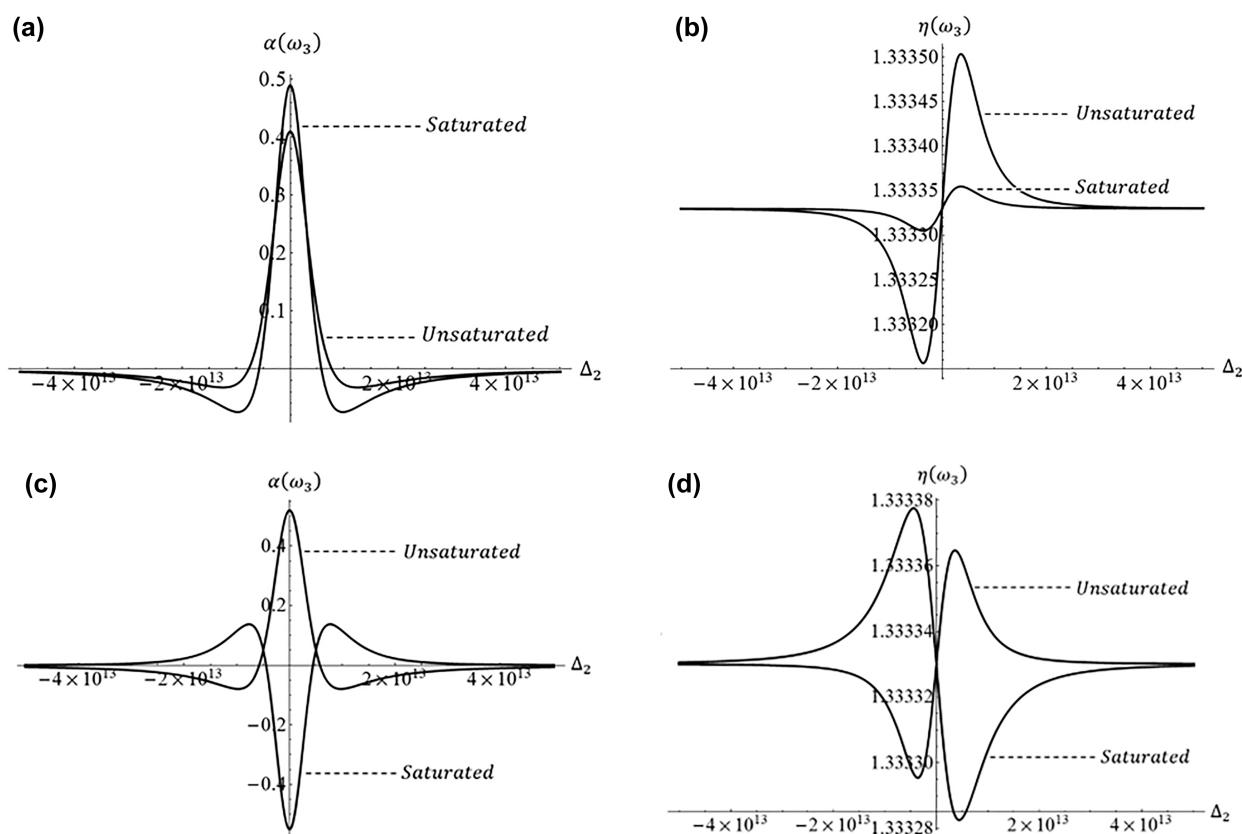 (a)
α(ω₃)
0.5
0.4
0.3
0.2
0.1
Saturated
Unsaturated
−4×10¹³
−2×10¹³
2×10¹³
4×10¹³
Δ₂
(b)
η(ω₃)
1.33350
1.33345
1.33340
1.33335
1.33330
1.33325
1.33320
Unsaturated
Saturated
−4×10¹³
−2×10¹³
2×10¹³
4×10¹³
Δ₂
(c)
α(ω₃)
0.4
0.2
−0.2
−0.4
Unsaturated
Saturated
−4×10¹³
−2×10¹³
2×10¹³
4×10¹³
Δ₂
(d)
η(ω₃)
1.33338
1.33336
1.33334
1.33332
1.33330
1.33328
Unsaturated
Saturated
−4×10¹³
−2×10¹³
2×10¹³
4×10¹³
Δ₂